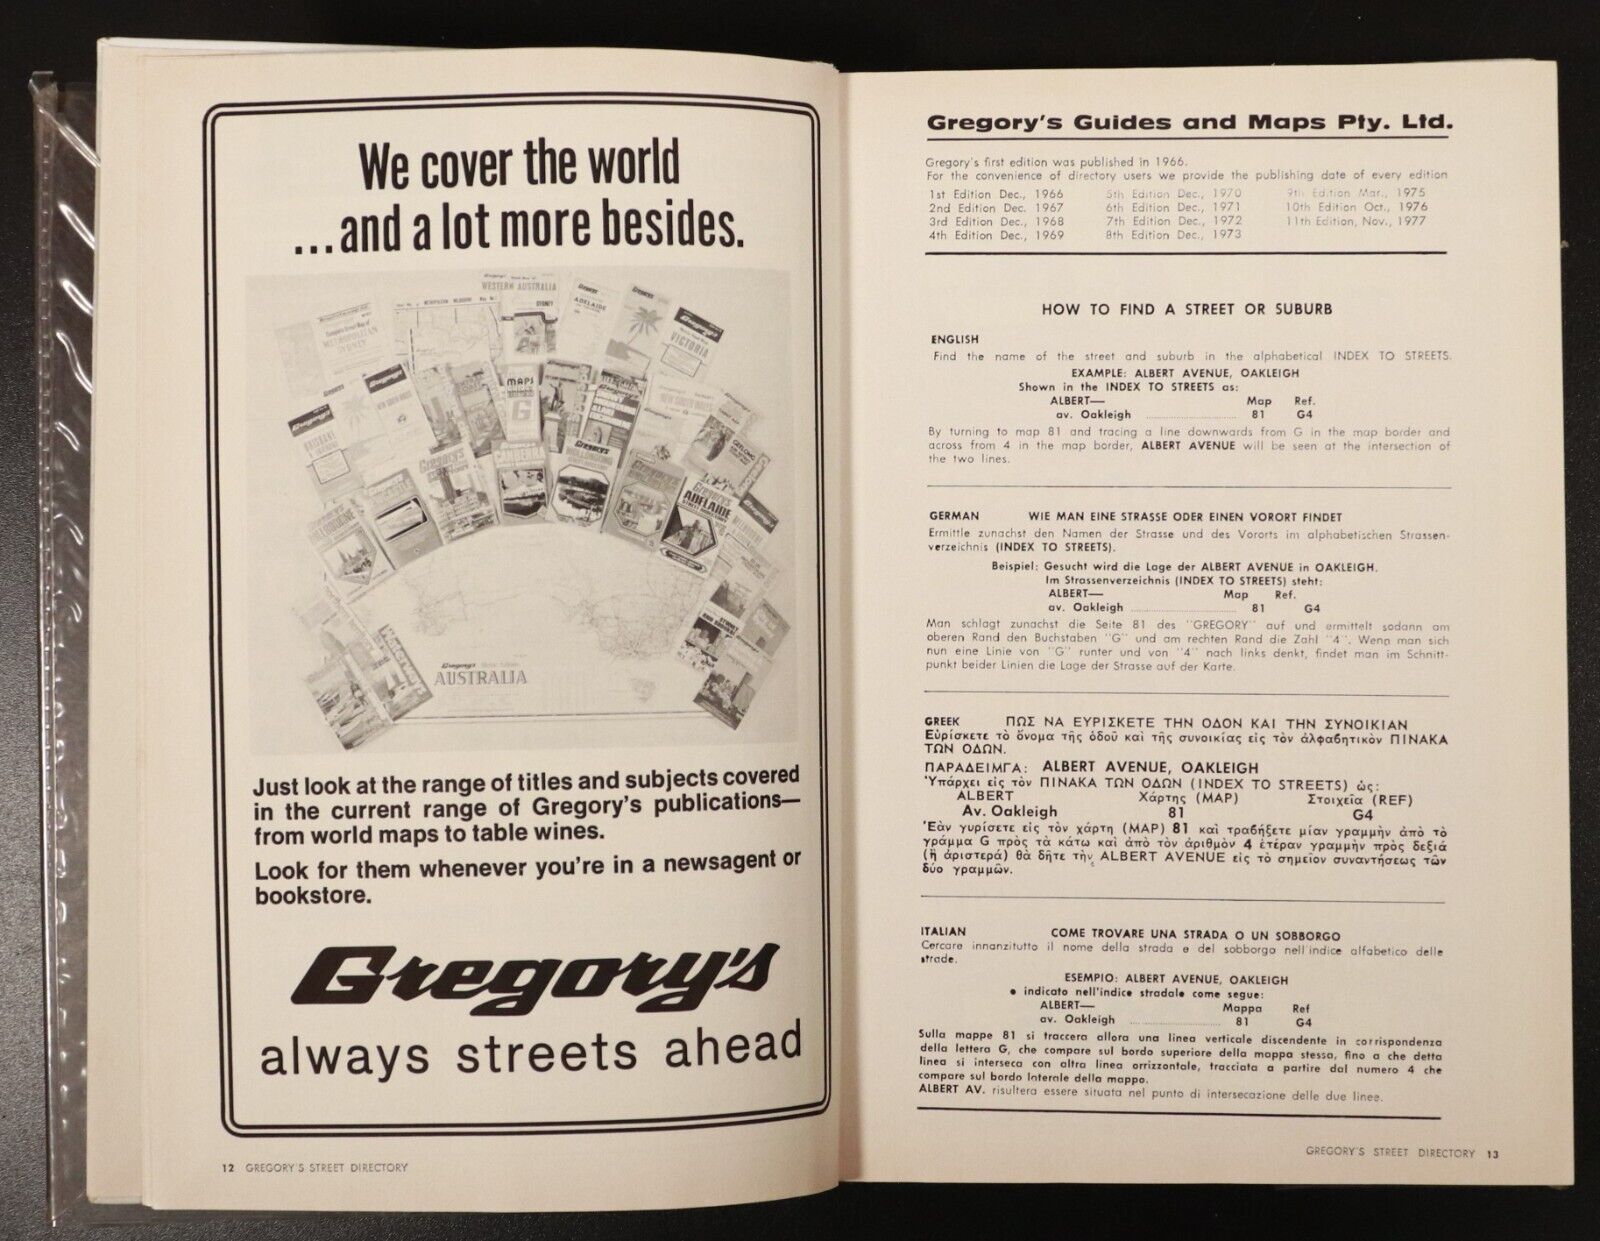 We cover the world
...and a lot more besides.
WESTERN AUSTRALIA
SYDNEY
ADELAIDE
VICTORIA
METROPOLITAN
SYDNEY
MAPS
G
CANBERRA
Gregory's
ADELAIDE
MELBOURNE
AUSTRALIA
Just look at the range of titles and subjects covered
in the current range of Gregory's publications—
from world maps to table wines.
Look for them whenever you're in a newsagent or
bookstore.
Gregory's
always streets ahead
12 GREGORY'S STREET DIRECTORY
Gregory's Guides and Maps Pty. Ltd.
Gregory's first edition was published in 1966.
For the convenience of directory users we provide the publishing date of every edition
1st Edition Dec., 1966 5th Edition Dec., 1970 9th Edition Mar., 1975
2nd Edition Dec. 1967 6th Edition Dec., 1971 10th Edition Oct., 1976
3rd Edition Dec., 1968 7th Edition Dec., 1972 11th Edition, Nov., 1977
4th Edition Dec., 1969 8th Edition Dec., 1973
HOW TO FIND A STREET OR SUBURB
ENGLISH
Find the name of the street and suburb in the alphabetical INDEX TO STREETS.
EXAMPLE: ALBERT AVENUE, OAKLEIGH
Shown in the INDEX TO STREETS as:
ALBERT— Map Ref.
av. Oakleigh ........................ 81 G4
By turning to map 81 and tracing a line downwards from G in the map border and
across from 4 in the map border, ALBERT AVENUE will be seen at the intersection of
the two lines.
GERMAN WIE MAN EINE STRASSE ODER EINEN VORORT FINDET
Ermittle zunachst den Namen der Strasse und des Vororts im alphabetischen Strassen-
verzeichnis (INDEX TO STREETS).
Beispiel: Gesucht wird die Lage der ALBERT AVENUE in OAKLEIGH.
Im Strassenverzeichnis (INDEX TO STREETS) steht:
ALBERT— Map Ref.
av. Oakleigh ........................ 81 G4
Man schlagt zunachst die Seite 81 des "GREGORY" auf und ermittelt sodann am
oberen Rand den Buchstaben "G" und am rechten Rand die Zahl "4". Wenn man sich
nun eine Linie von "G" runter und von "4" nach links denkt, findet man im Schnitt-
punkt beider Linien die Lage der Strasse auf der Karte.
GREEK ΠΩΣ ΝΑ ΕΥΡΙΣΚΕΤΕ ΤΗΝ ΟΔΟΝ ΚΑΙ ΤΗΝ ΣΥΝΟΙΚΙΑΝ
Εὑρίσκετε τὸ ὄνομα τῆς ὁδοῦ καὶ τῆς συνοικίας εἰς τὸν ἀλφαβητικὸν ΠΙΝΑΚΑ
ΤΩΝ ΟΔΩΝ.
ΠΑΡΑΔΕΙΜΓΑ: ALBERT AVENUE, OAKLEIGH
Ὑπάρχει εἰς τὸν ΠΙΝΑΚΑ ΤΩΝ ΟΔΩΝ (INDEX TO STREETS) ὡς:
ALBERT Χάρτης (MAP) Στοιχεῖα (REF)
Av. Oakleigh 81 G4
Ἐὰν γυρίσετε εἰς τὸν χάρτη (MAP) 81 καὶ τραβήξετε μίαν γραμμὴν ἀπὸ τὸ
γράμμα G πρὸς τὰ κάτω καὶ ἀπὸ τὸν ἀριθμὸν 4 ἑτέραν γραμμὴν πρὸς δεξιά
(ἢ ἀριστερά) θὰ δῆτε τὴν ALBERT AVENUE εἰς τὸ σημεῖον συναντήσεως τῶν
δύο γραμμῶν.
ITALIAN COME TROVARE UNA STRADA O UN SOBBORGO
Cercare innanzitutto il nome della strada e del sobborgo nell'indice alfabetico delle
strade.
ESEMPIO: ALBERT AVENUE, OAKLEIGH
• indicato nell'indice stradale come segue:
ALBERT— Mappa Ref
av. Oakleigh ........................ 81 G4
Sulla mappe 81 si traccera allora una linea verticale discendente in corrispondenza
della lettera G, che compare sul bordo superiore della mappa stessa, fino a che detta
linea si interseca con altra linea orrizzontale, tracciata a partire dal numero 4 che
compare sul bordo laterale della mappa.
ALBERT AV. risultera essere situata nel punto di intersecazione delle due linee.
GREGORY'S STREET DIRECTORY 13